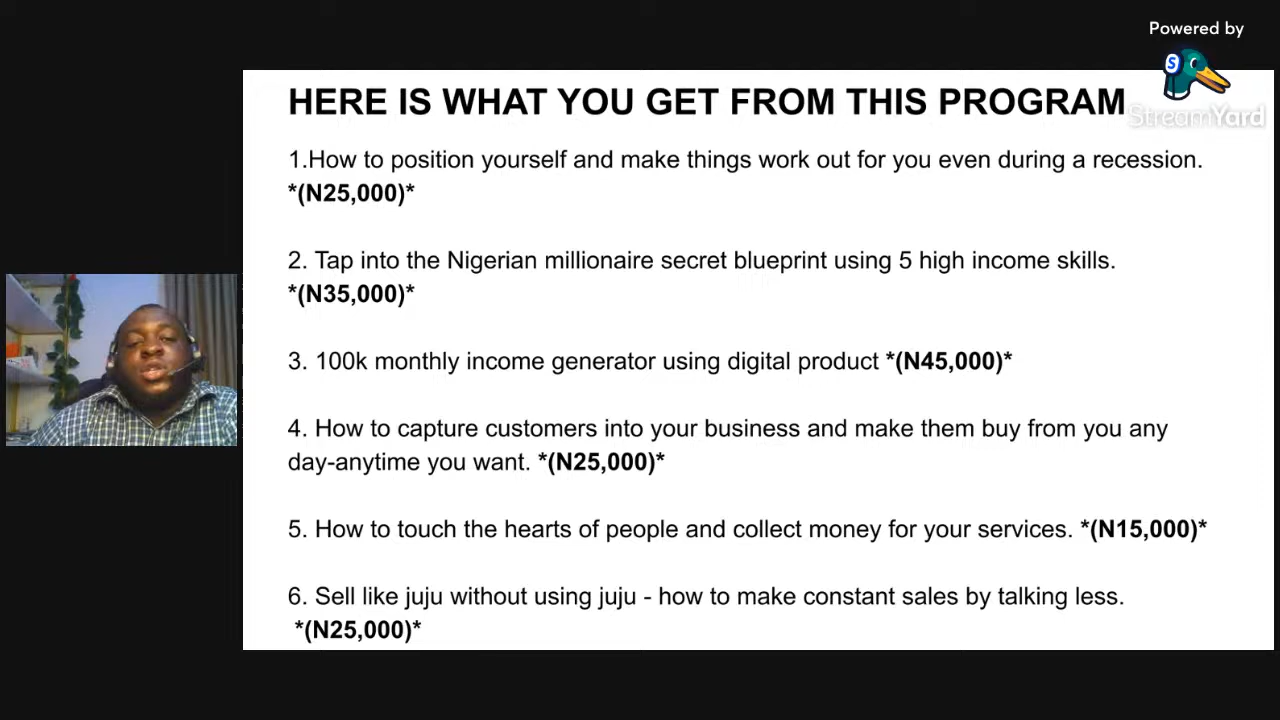 Powered by
StreamYard
HERE IS WHAT YOU GET FROM THIS PROGRAM
1.How to position yourself and make things work out for you even during a recession.
*(N25,000)*
2. Tap into the Nigerian millionaire secret blueprint using 5 high income skills.
*(N35,000)*
3. 100k monthly income generator using digital product *(N45,000)*
4. How to capture customers into your business and make them buy from you any
day-anytime you want. *(N25,000)*
5. How to touch the hearts of people and collect money for your services. *(N15,000)*
6. Sell like juju without using juju - how to make constant sales by talking less.
*(N25,000)*